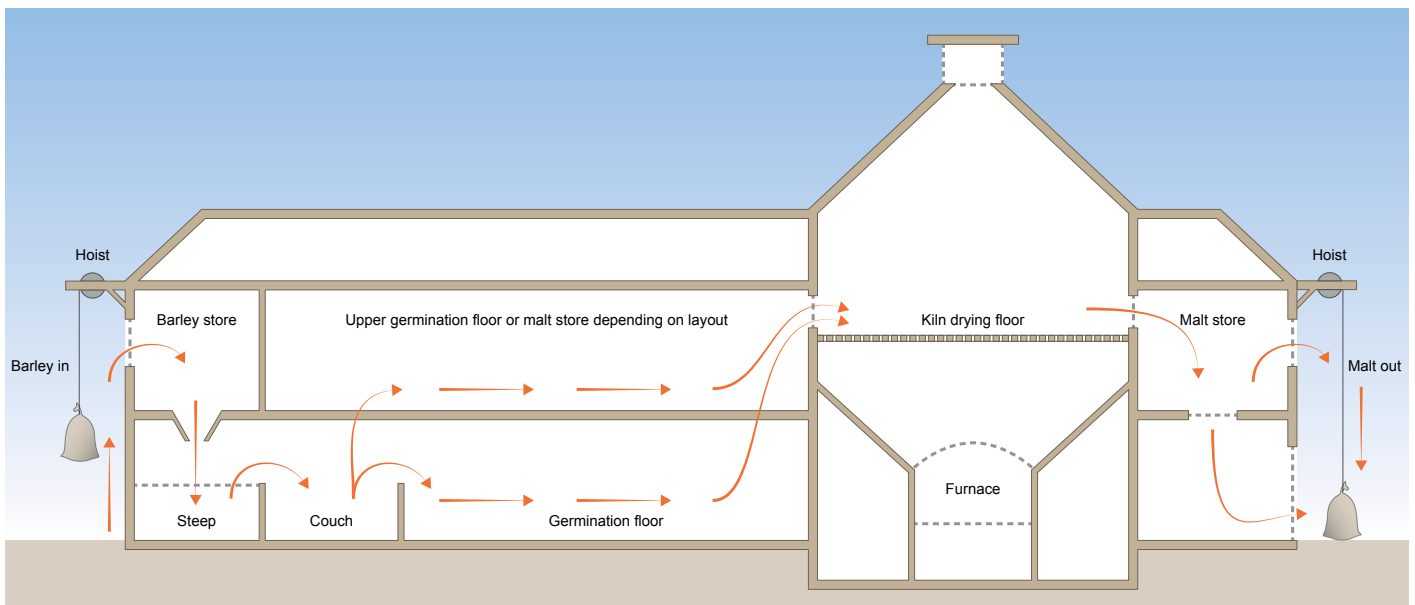 Hoist
Hoist
Barley store
Upper germination floor or malt store depending on layout
Kiln drying floor
Malt store
Barley in
Malt out
Furnace
Steep
Couch
Germination floor